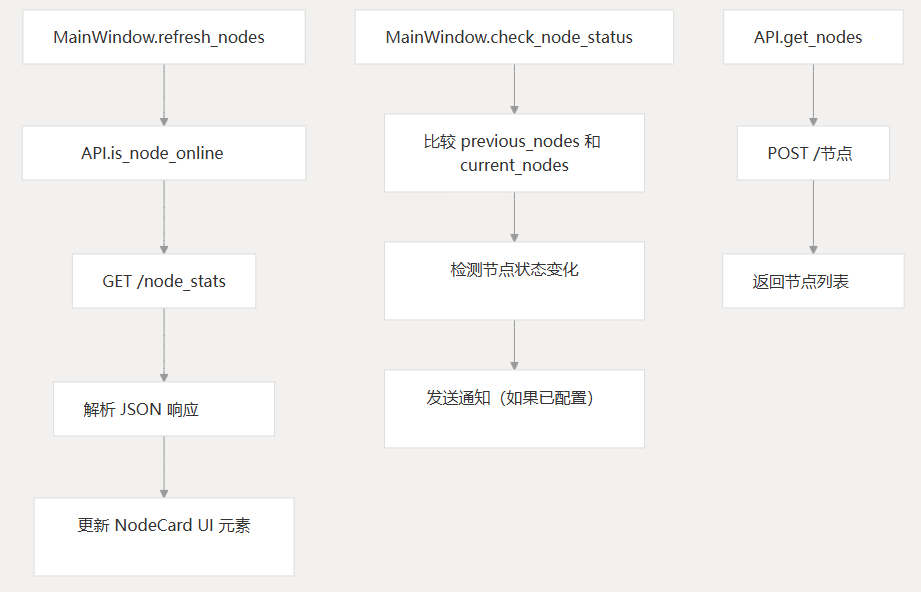 MainWindow.refresh_nodes
API.is_node_online
GET /node_stats
解析 JSON 响应
更新 NodeCard UI 元素
MainWindow.check_node_status
比较 previous_nodes 和
current_nodes
检测节点状态变化
发送通知（如果已配置）
API.get_nodes
POST /节点
返回节点列表